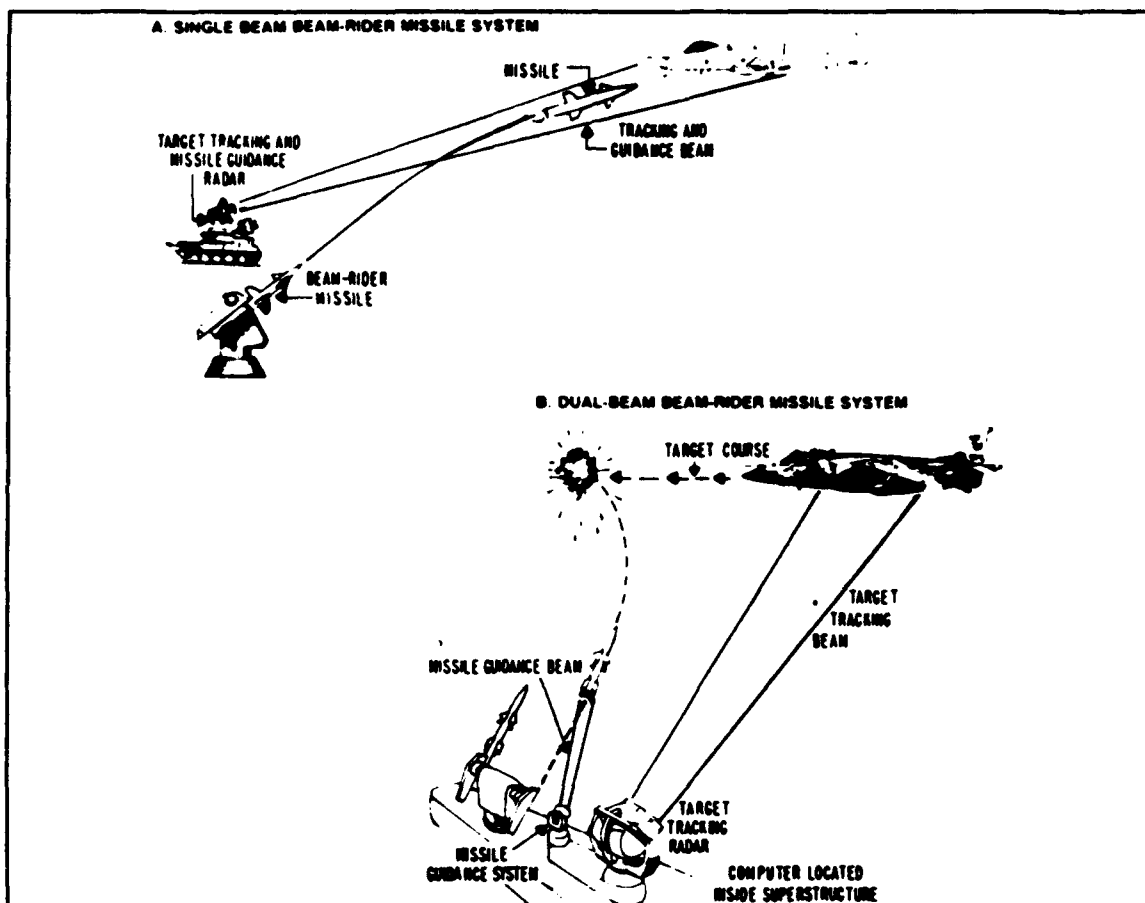 A. SINGLE BEAM BEAM-RIDER MISSILE SYSTEM
MISSILE
TRACKING AND
GUIDANCE BEAM
TARGET TRACKING AND
MISSILE GUIDANCE
RADAR
BEAM-RIDER
MISSILE
B. DUAL-BEAM BEAM-RIDER MISSILE SYSTEM
TARGET COURSE
TARGET
TRACKING
BEAM
MISSILE GUIDANCE BEAM
TARGET
TRACKING
RADAR
MISSILE
GUIDANCE SYSTEM
COMPUTER LOCATED
INSIDE SUPERSTRUCTURE